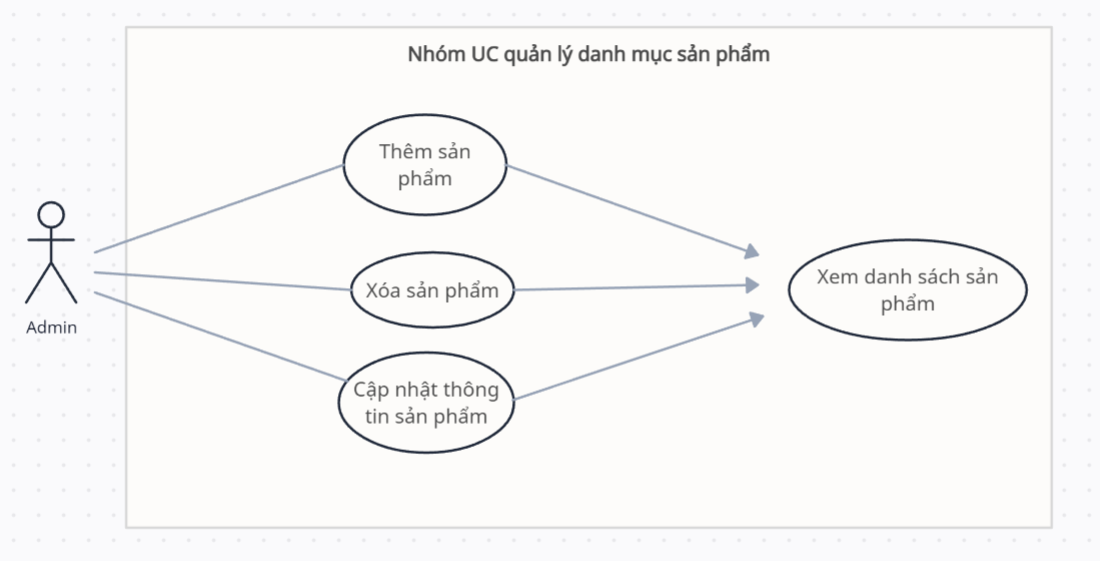 Nhóm UC quản lý danh mục sản phẩm
Thêm sản
phẩm
Xóa sản phẩm
Cập nhật thông
tin sản phẩm
Xem danh sách sản
phẩm
Admin